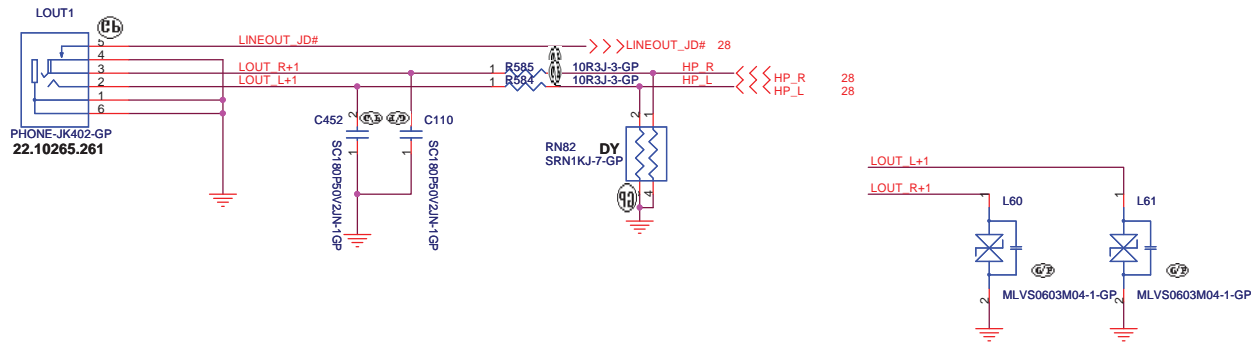 LOUT1
5
4
3
2
1
6
PHONE-JK402-GP
22.10265.261
LINEOUT_JD#
LINEOUT_JD# 28
LOUT_R+1
LOUT_L+1
1 R585 10R3J-3-GP HP_R
1 R584 10R3J-3-GP HP_L
HP_R 28
HP_L 28
C452
2
1
SC180P50V2JN-1GP
C110
2
1
SC180P50V2JN-1GP
RN82 DY
SRN1KJ-7-GP
2 1
4
LOUT_L+1
LOUT_R+1
1 L60
2
MLVS0603M04-1-GP
1 L61
2
MLVS0603M04-1-GP